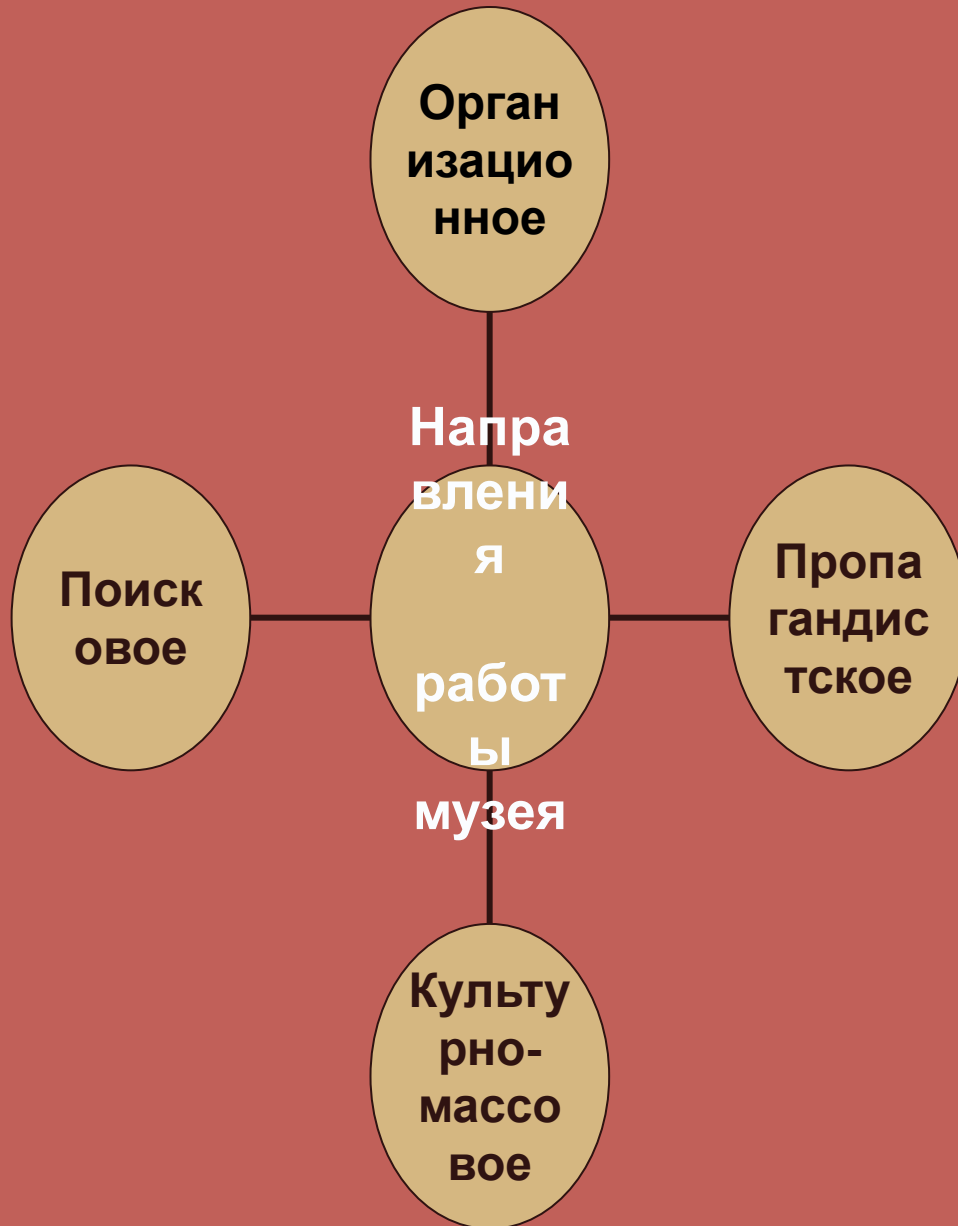 Орган
изацио
нное
Напра
влени
я
работ
ы
музея
Поиск
овое
Пропа
гандис
тское
Культу
рно-
массо
вое